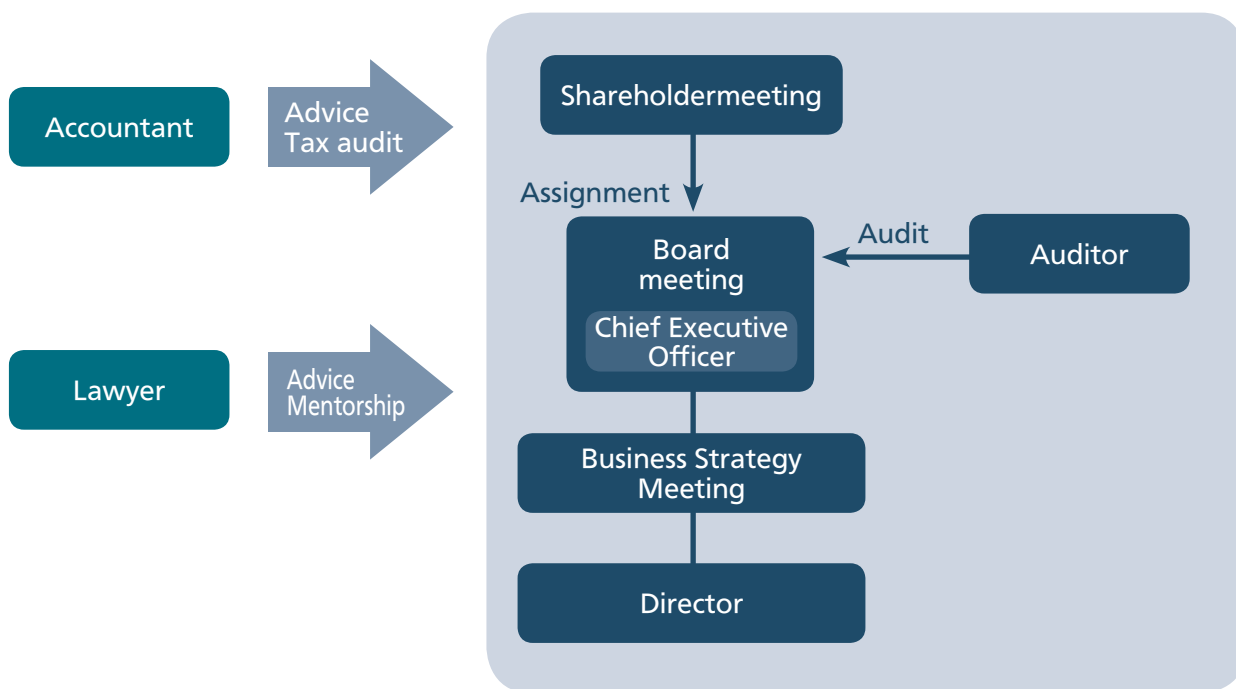 Accountant
Advice
Tax audit
Shareholdermeeting
Assignment
Board
meeting
Chief Executive
Officer
Audit
Auditor
Lawyer
Advice
Mentorship
Business Strategy
Meeting
Director